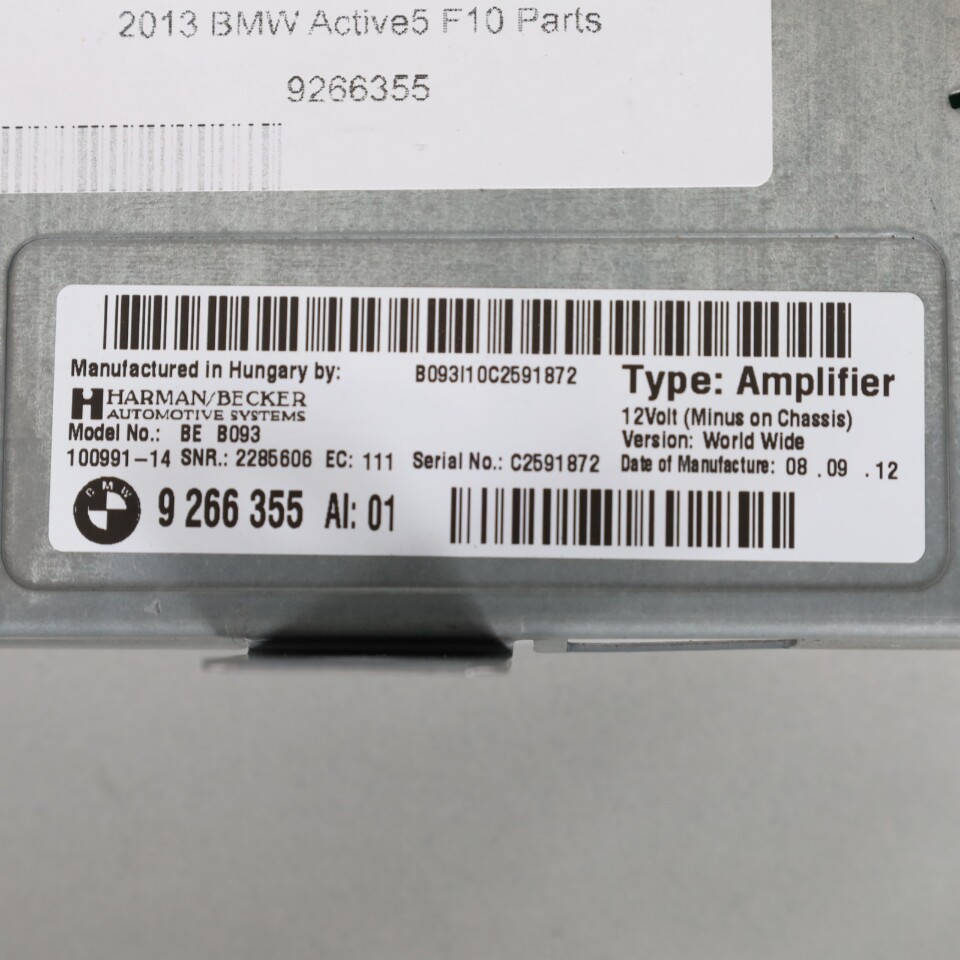 2013 BMW Active5 F10 Parts
9266355
Manufactured in Hungary by: B093I10C2591872 Type: Amplifier
H HARMAN/BECKER
AUTOMOTIVE SYSTEMS
12Volt (Minus on Chassis)
Model No.: BE B093 Version: World Wide
100991-14 SNR.: 2285606 EC: 111 Serial No.: C2591872 Date of Manufacture: 08 .09 .12
BMW 9 266 355 AI: 01